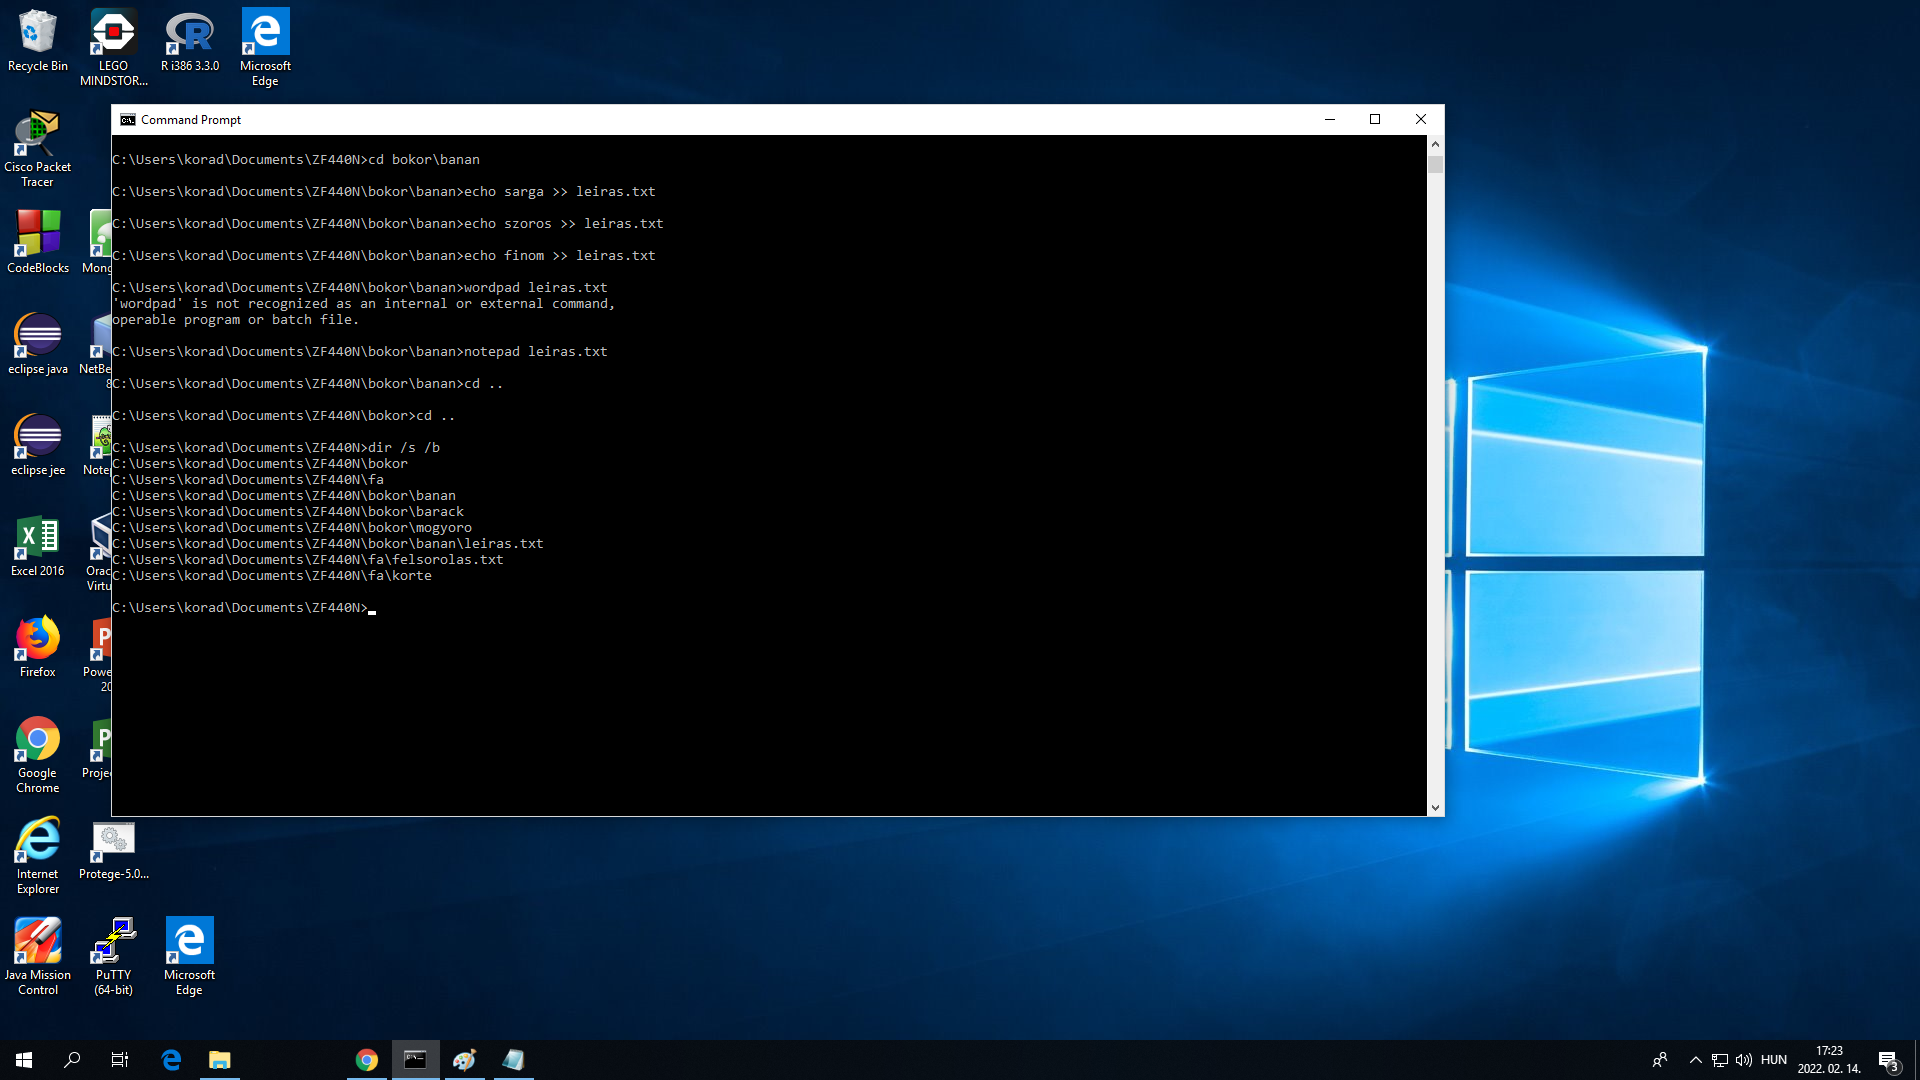 Recycle Bin
LEGO
MINDSTOR...
R i386 3.3.0
Microsoft
Edge
Cisco Packet
Tracer
CodeBlocks
Mong
eclipse java
NetBe
8
eclipse jee
Notep
Excel 2016
Orac
Virtu
Firefox
Powe
20
Google
Chrome
Projec
Internet
Explorer
Protege-5.0...
Java Mission
Control
PuTTY
(64-bit)
Microsoft
Edge
Command Prompt
C:\Users\korad\Documents\ZF440N>cd bokor\banan
C:\Users\korad\Documents\ZF440N\bokor\banan>echo sarga >> leiras.txt
C:\Users\korad\Documents\ZF440N\bokor\banan>echo szoros >> leiras.txt
C:\Users\korad\Documents\ZF440N\bokor\banan>echo finom >> leiras.txt
C:\Users\korad\Documents\ZF440N\bokor\banan>wordpad leiras.txt
'wordpad' is not recognized as an internal or external command,
operable program or batch file.
C:\Users\korad\Documents\ZF440N\bokor\banan>notepad leiras.txt
C:\Users\korad\Documents\ZF440N\bokor\banan>cd ..
C:\Users\korad\Documents\ZF440N\bokor>cd ..
C:\Users\korad\Documents\ZF440N>dir /s /b
C:\Users\korad\Documents\ZF440N\bokor
C:\Users\korad\Documents\ZF440N\fa
C:\Users\korad\Documents\ZF440N\bokor\banan
C:\Users\korad\Documents\ZF440N\bokor\barack
C:\Users\korad\Documents\ZF440N\bokor\mogyoro
C:\Users\korad\Documents\ZF440N\bokor\banan\leiras.txt
C:\Users\korad\Documents\ZF440N\fa\felsorolas.txt
C:\Users\korad\Documents\ZF440N\fa\korte
C:\Users\korad\Documents\ZF440N>
HUN
17:23
2022. 02. 14.
3